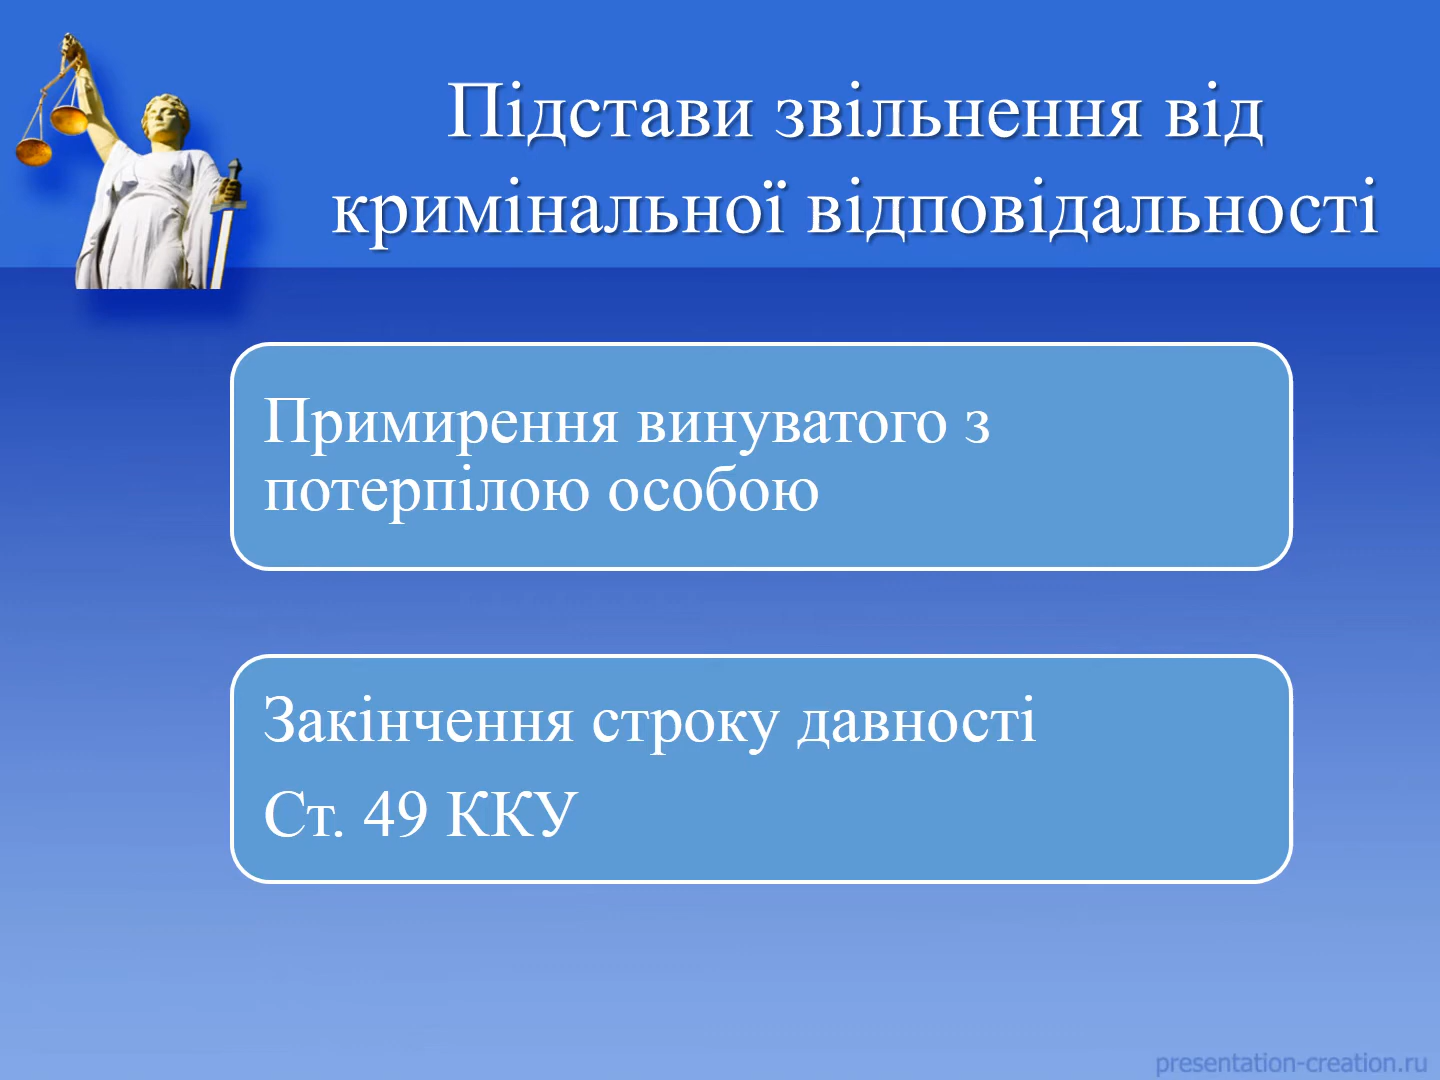 Підстави звільнення від
кримінальної відповідальності
Примирення винуватого з
потерпілою особою
Закінчення строку давності
Ст. 49 ККУ
presentation-creation.ru